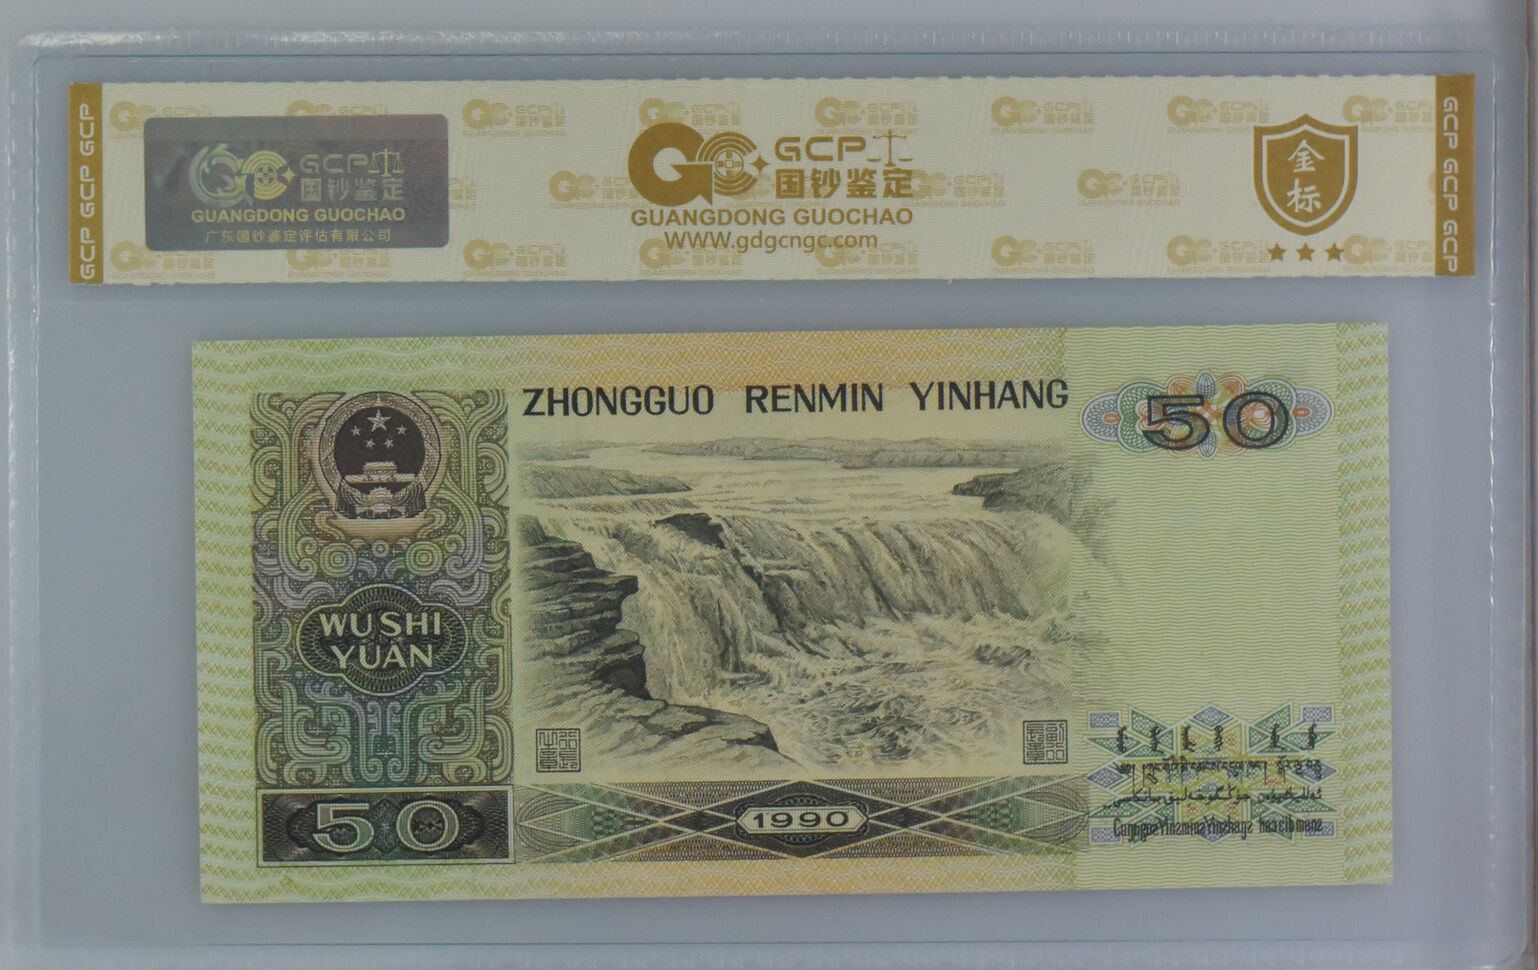 GCP GCP GCP
GCP 国钞鉴定
GUANGDONG GUOCHAO
广东国钞鉴定评估有限公司
GCP
国钞鉴定
GUANGDONG GUOCHAO
WWW.gdgcngc.com
金标
GCP GCP GCP
ZHONGGUO RENMIN YINHANG
50
WU SHI
YUAN
50
1990